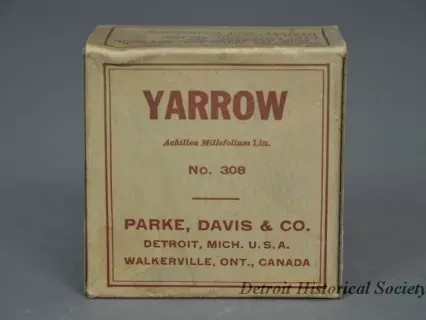 YARROW
Achillea Millefolium Lin.
No. 308
PARKE, DAVIS & CO.
DETROIT, MICH. U.S.A.
WALKERVILLE, ONT., CANADA
Detroit Historical Society